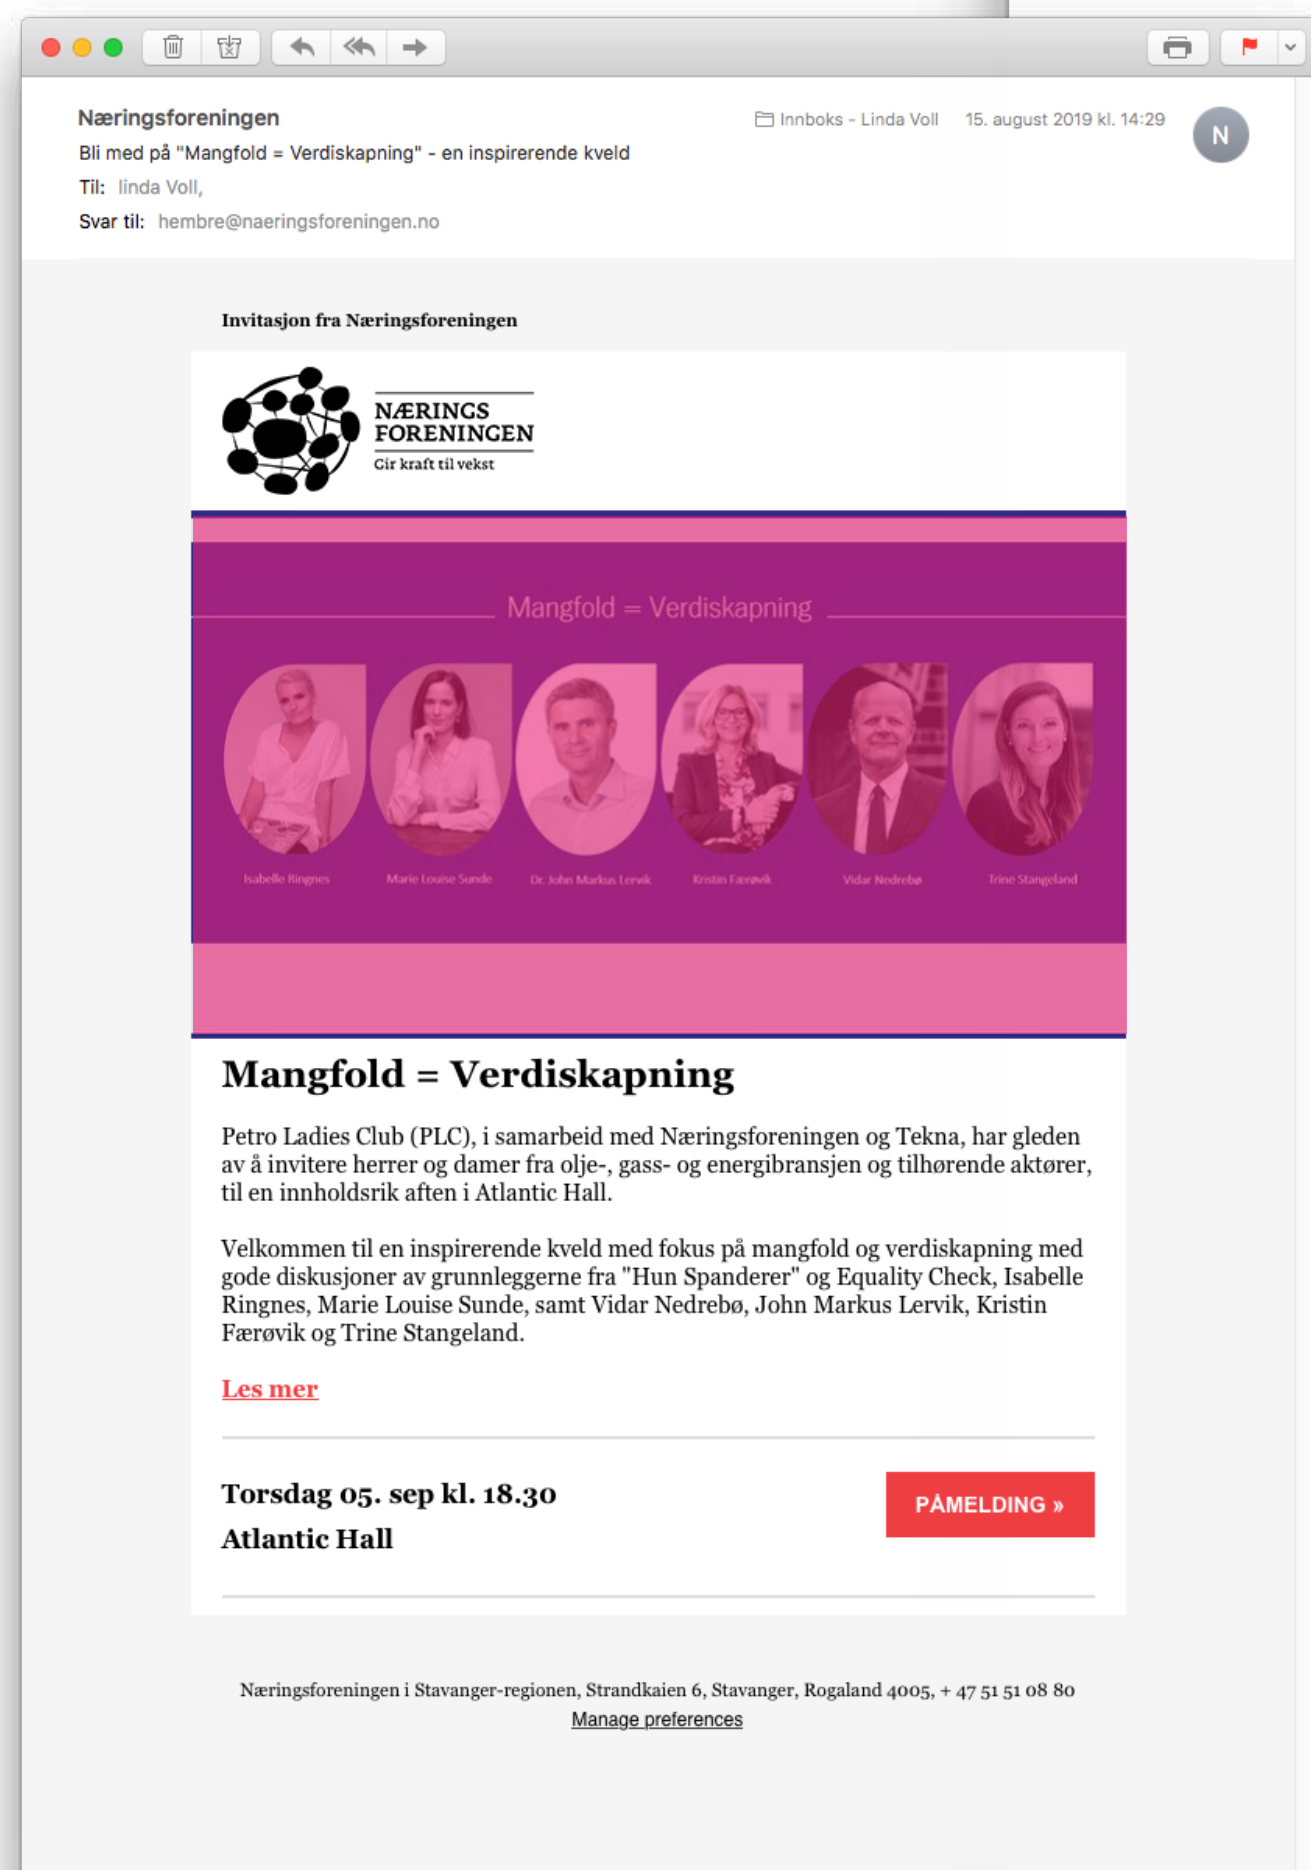 Næringsforeningen
Innboks - Linda Voll 15. august 2019 kl. 14:29
N
Bli med på "Mangfold = Verdiskapning" - en inspirerende kveld
Til: linda Voll,
Svar til: hembre@naeringsforeningen.no
Invitasjon fra Næringsforeningen
NÆRINGS
FORENINGEN
Gir kraft til vekst
Mangfold = Verdiskapning
Isabelle Ringnes Marie Louise Sunde Dr. John Markus Lervik Kristin Færøvik Vidar Nedrebø Trine Stangeland
Mangfold = Verdiskapning
Petro Ladies Club (PLC), i samarbeid med Næringsforeningen og Tekna, har gleden
av å invitere herrer og damer fra olje-, gass- og energibransjen og tilhørende aktører,
til en innholdsrik aften i Atlantic Hall.
Velkommen til en inspirerende kveld med fokus på mangfold og verdiskapning med
gode diskusjoner av grunnleggerne fra "Hun Spanderer" og Equality Check, Isabelle
Ringnes, Marie Louise Sunde, samt Vidar Nedrebø, John Markus Lervik, Kristin
Færøvik og Trine Stangeland.
Les mer
Torsdag 05. sep kl. 18.30
Atlantic Hall
PÅMELDING »
Næringsforeningen i Stavanger-regionen, Strandkaien 6, Stavanger, Rogaland 4005, + 47 51 51 08 80
Manage preferences